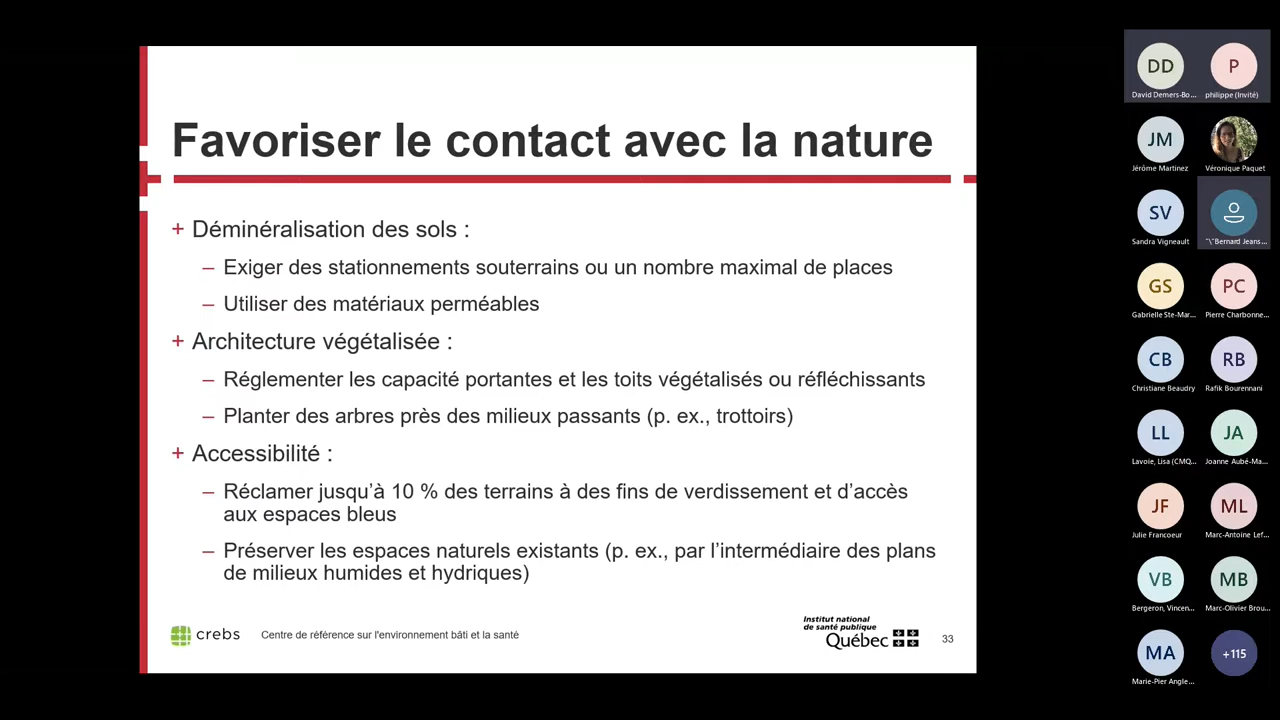 Favoriser le contact avec la nature
+ Déminéralisation des sols :
– Exiger des stationnements souterrains ou un nombre maximal de places
– Utiliser des matériaux perméables
+ Architecture végétalisée :
– Réglementer les capacité portantes et les toits végétalisés ou réfléchissants
– Planter des arbres près des milieux passants (p. ex., trottoirs)
+ Accessibilité :
– Réclamer jusqu’à 10 % des terrains à des fins de verdissement et d’accès
aux espaces bleus
– Préserver les espaces naturels existants (p. ex., par l’intermédiaire des plans
de milieux humides et hydriques)
crebs
Centre de référence sur l'environnement bâti et la santé
Institut national
de santé publique
Québec
33
DD
P
David Demers-Bo...
philippe (Invité)
JM
Jérôme Martinez
Véronique Paquet
SV
Sandra Vigneault
"\"Bernard Jeans...
GS
PC
Gabrielle Ste-Mar...
Pierre Charbonne...
CB
RB
Christiane Beaudry
Rafik Bourennani
LL
JA
Lavoie, Lisa (CMQ...
Joanne Aubé-Ma...
JF
ML
Julie Francoeur
Marc-Antoine Lef...
VB
MB
Bergeron, Vincen...
Marc-Olivier Brou...
MA
+115
Marie-Pier Angle...